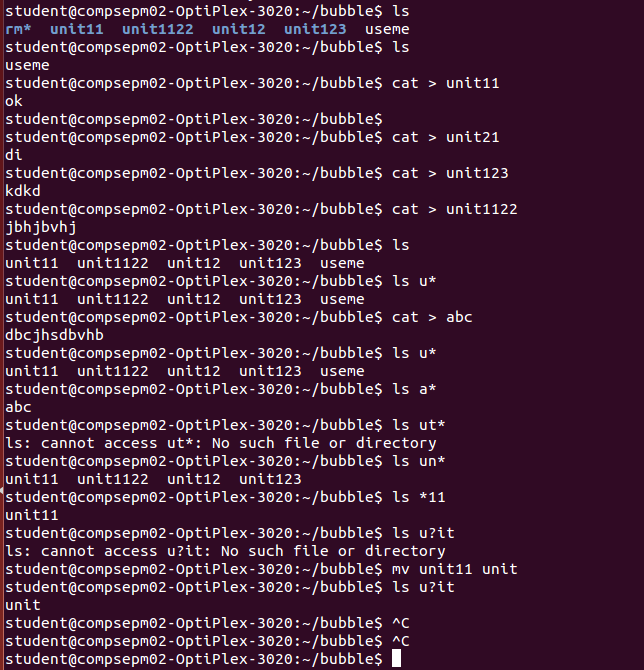 student@compsepm02-OptiPlex-3020:~/bubble$ ls
rm*  unit11  unit1122  unit12  unit123  useme
student@compsepm02-OptiPlex-3020:~/bubble$ ls
useme
student@compsepm02-OptiPlex-3020:~/bubble$ cat > unit11
ok
student@compsepm02-OptiPlex-3020:~/bubble$
student@compsepm02-OptiPlex-3020:~/bubble$ cat > unit21
di
student@compsepm02-OptiPlex-3020:~/bubble$ cat > unit123
kdkd
student@compsepm02-OptiPlex-3020:~/bubble$ cat > unit1122
jbhjbvhj
student@compsepm02-OptiPlex-3020:~/bubble$ ls
unit11  unit1122  unit12  unit123  useme
student@compsepm02-OptiPlex-3020:~/bubble$ ls u*
unit11  unit1122  unit12  unit123  useme
student@compsepm02-OptiPlex-3020:~/bubble$ cat > abc
dbcjhsdbvhb
student@compsepm02-OptiPlex-3020:~/bubble$ ls u*
unit11  unit1122  unit12  unit123  useme
student@compsepm02-OptiPlex-3020:~/bubble$ ls a*
abc
student@compsepm02-OptiPlex-3020:~/bubble$ ls ut*
ls: cannot access ut*: No such file or directory
student@compsepm02-OptiPlex-3020:~/bubble$ ls un*
unit11  unit1122  unit12  unit123
student@compsepm02-OptiPlex-3020:~/bubble$ ls *11
unit11
student@compsepm02-OptiPlex-3020:~/bubble$ ls u?it
ls: cannot access u?it: No such file or directory
student@compsepm02-OptiPlex-3020:~/bubble$ mv unit11 unit
student@compsepm02-OptiPlex-3020:~/bubble$ ls u?it
unit
student@compsepm02-OptiPlex-3020:~/bubble$ ^C
student@compsepm02-OptiPlex-3020:~/bubble$ ^C
student@compsepm02-OptiPlex-3020:~/bubble$